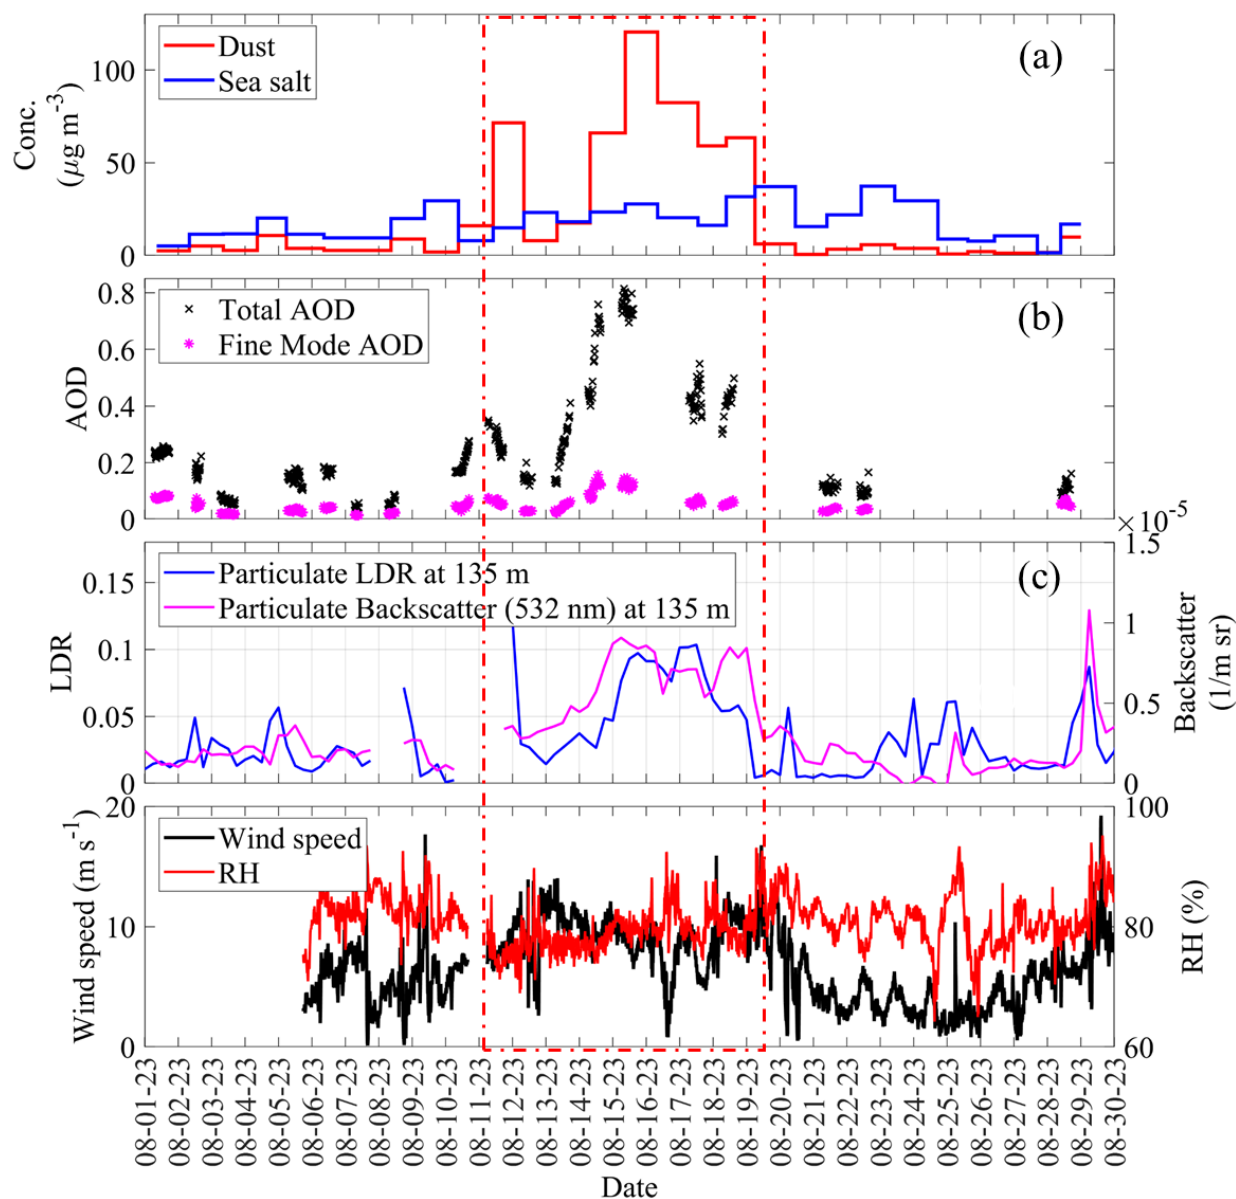 (a)
Dust
Sea salt
Conc.
(μg m-3)
100
50
0
(b)
Total AOD
Fine Mode AOD
AOD
0.8
0.6
0.4
0.2
0
×10-5
(c)
Particulate LDR at 135 m
Particulate Backscatter (532 nm) at 135 m
LDR
0.15
0.1
0.05
0
1.5
1
0.5
0
Backscatter
(1/m sr)
Wind speed
RH
Wind speed (m s-1)
20
10
0
100
80
60
RH (%)
08-01-23
08-02-23
08-03-23
08-04-23
08-05-23
08-06-23
08-07-23
08-08-23
08-09-23
08-10-23
08-11-23
08-12-23
08-13-23
08-14-23
08-15-23
08-16-23
08-17-23
08-18-23
08-19-23
08-20-23
08-21-23
08-22-23
08-23-23
08-24-23
08-25-23
08-26-23
08-27-23
08-28-23
08-29-23
08-30-23
Date